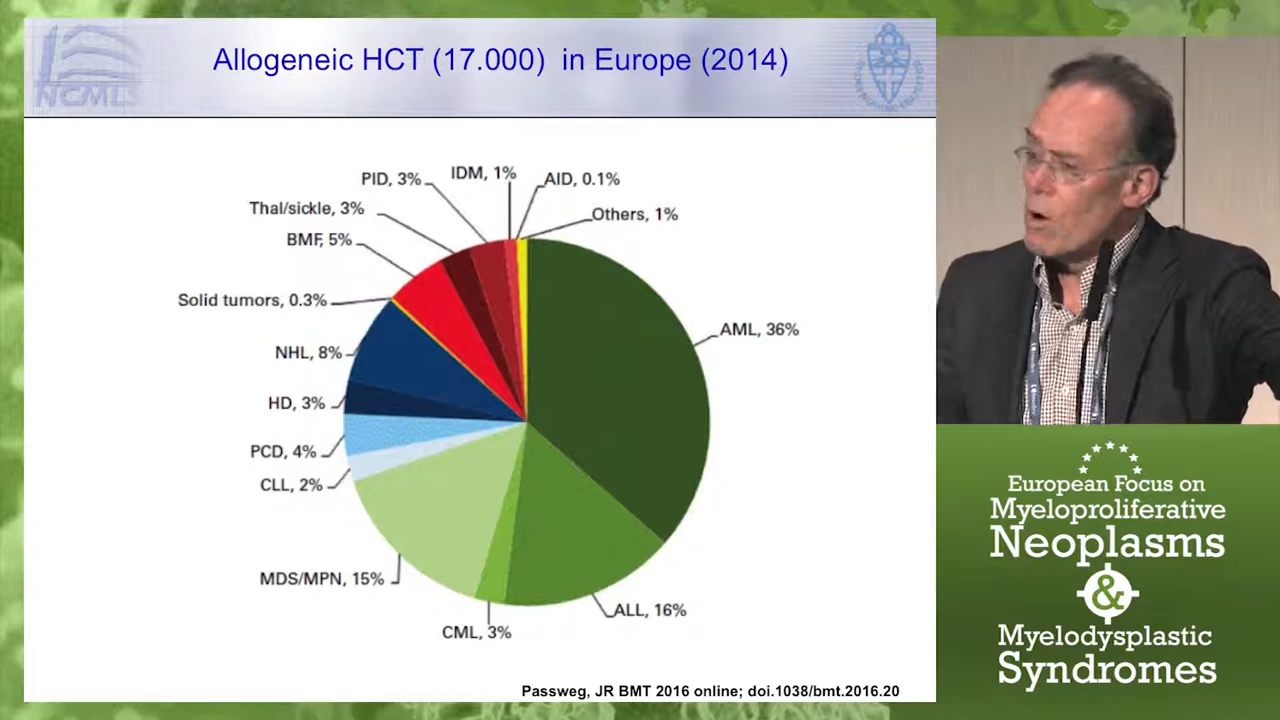 NCMLS
Allogeneic HCT (17.000) in Europe (2014)
PID, 3%
IDM, 1%
AID, 0.1%
Thal/sickle, 3%
Others, 1%
BMF, 5%
Solid tumors, 0.3%
AML, 36%
NHL, 8%
HD, 3%
PCD, 4%
CLL, 2%
MDS/MPN, 15%
ALL, 16%
CML, 3%
Passweg, JR BMT 2016 online; doi.1038/bmt.2016.20
European Focus on
Myeloproliferative
Neoplasms
&
Myelodysplastic
Syndromes